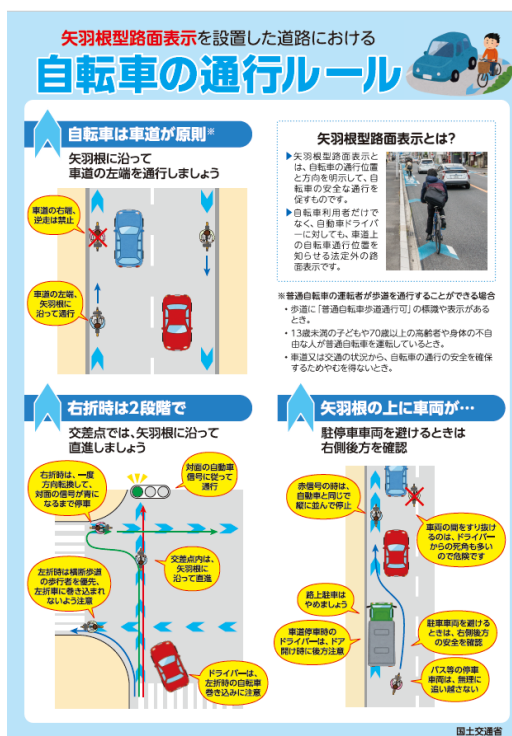 矢羽根型路面表示を設置した道路における
自転車の通行ルール
自転車は車道が原則※
矢羽根に沿って
車道の左端を通行しましょう
車道の右端、
逆走は禁止
車道の左端、
矢羽根に
沿って通行
矢羽根型路面表示とは?
▶矢羽根型路面表示と
は、自転車の通行位置
と方向を明示して、自
転車の安全な通行を
促すものです。
▶自転車利用者だけで
なく、自動車ドライバ
ーに対しても、車道上
の自転車通行位置を
知らせる法定外の路
面表示です。
※普通自転車の運転者が歩道を通行することができる場合
・歩道に「普通自転車歩道通行可」の標識や表示がある
とき。
・13歳未満の子どもや70歳以上の高齢者や身体の不自
由な人が普通自転車を運転しているとき。
・車道又は交通の状況から、自転車の通行の安全を確保
するためやむを得ないとき。
右折時は2段階で
交差点では、矢羽根に沿って
直進しましょう
右折時は、一度
方向転換して、
対面の信号が青に
なるまで停車
対面の自動車
信号に従って
通行
左折時は横断歩道
の歩行者を優先、
左折車に巻き込まれ
ないよう注意
交差点内は、
矢羽根に
沿って直進
ドライバーは、
左折時の自転車
巻き込みに注意
矢羽根の上に車両が…
駐停車車両を避けるときは
右側後方を確認
赤信号の時は、
自動車と同じで
縦に並んで停止
車両の間をすり抜け
るのは、ドライバー
からの死角も多い
ので危険です
路上駐車は
やめましょう
車道停車時の
ドライバーは、ドア
開け時に後方注意
駐車車両を避ける
ときは、右側後方
の安全を確認
バス等の停車
車両は、無理に
追い越さない
国土交通省